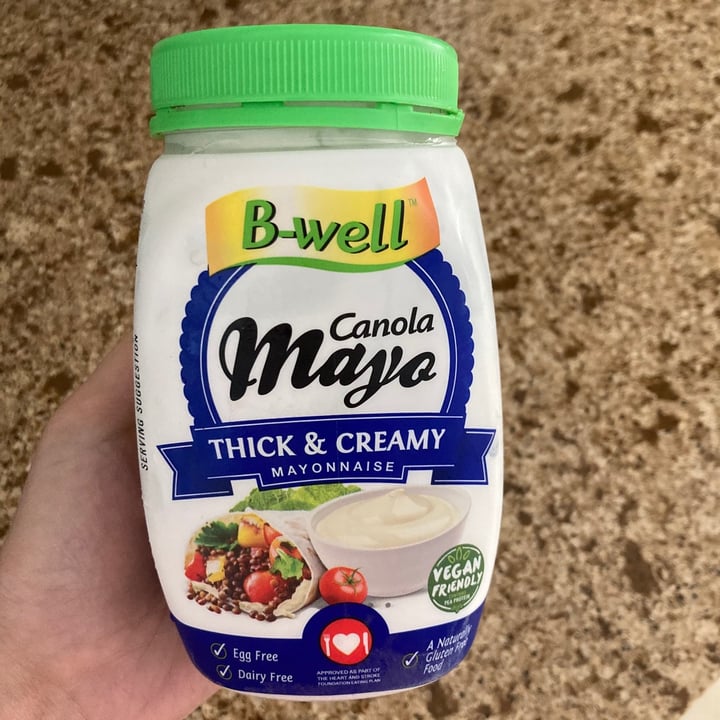 B-well™
Canola
Mayo
THICK & CREAMY
MAYONNAISE
SERVING SUGGESTION
VEGAN
FRIENDLY
PEA PROTEIN
Egg Free
Dairy Free
APPROVED AS PART OF
THE HEART AND STROKE
FOUNDATION EATING PLAN
A Naturally
Gluten Free
Food